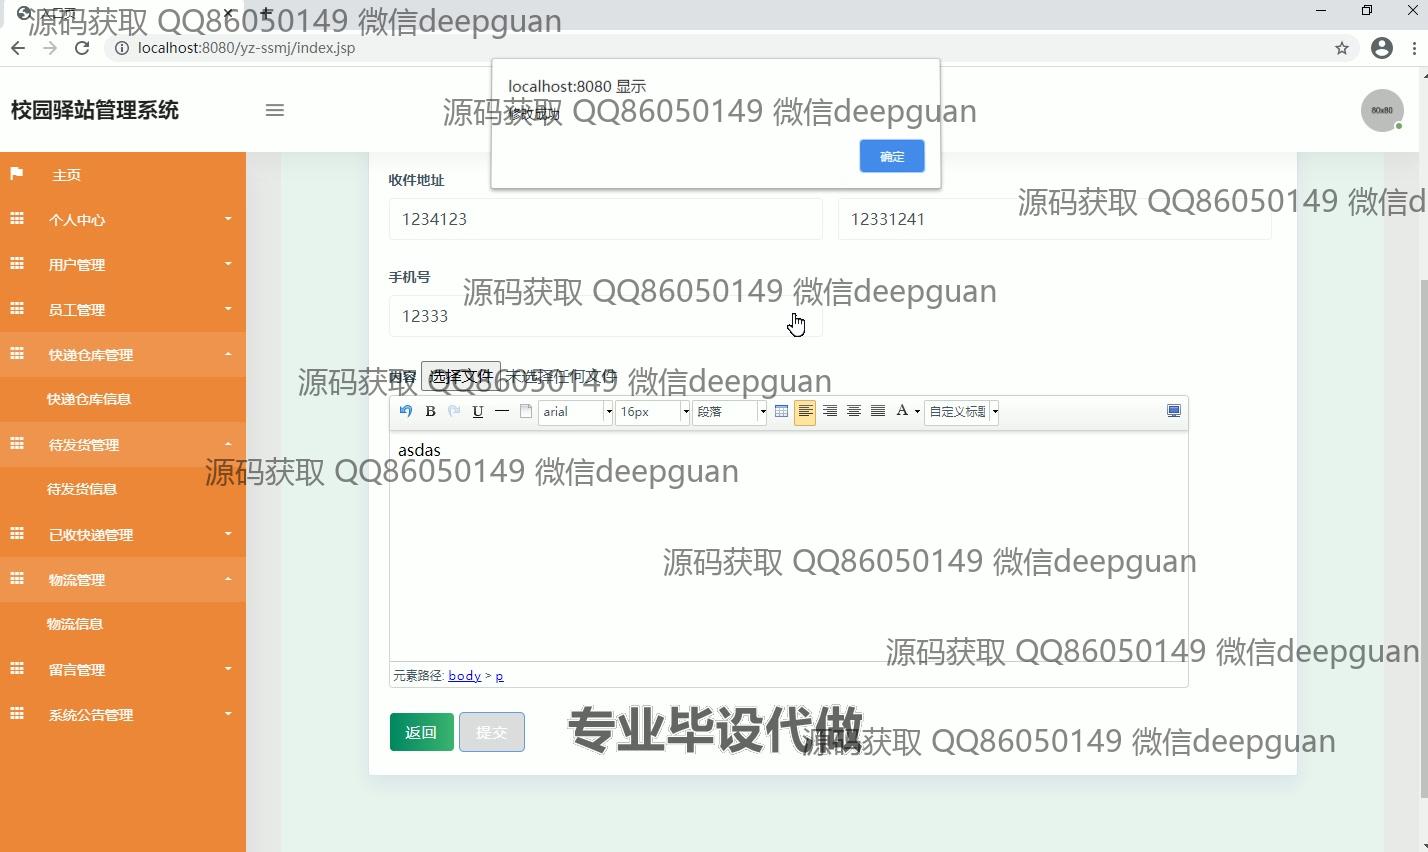 入口页
源码获取 QQ86050149 微信deepguan
localhost:8080/yz-ssmj/index.jsp
localhost:8080 显示
修改成功
确定
校园驿站管理系统
源码获取 QQ86050149 微信deepguan
80x80
主页
个人中心
用户管理
员工管理
快递仓库管理
快递仓库信息
待发货管理
待发货信息
已收快递管理
物流管理
物流信息
留言管理
系统公告管理
收件地址
1234123
12331241
源码获取 QQ86050149 微信d
手机号
源码获取 QQ86050149 微信deepguan
12333
内容 选择文件 未选择任何文件
源码获取 QQ86050149 微信deepguan
B U arial 16px 段落 A 自定义标题
asdas
源码获取 QQ86050149 微信deepguan
源码获取 QQ86050149 微信deepguan
源码获取 QQ86050149 微信deepguan
元素路径: body > p
返回 提交
专业毕设代做
源码获取 QQ86050149 微信deepguan